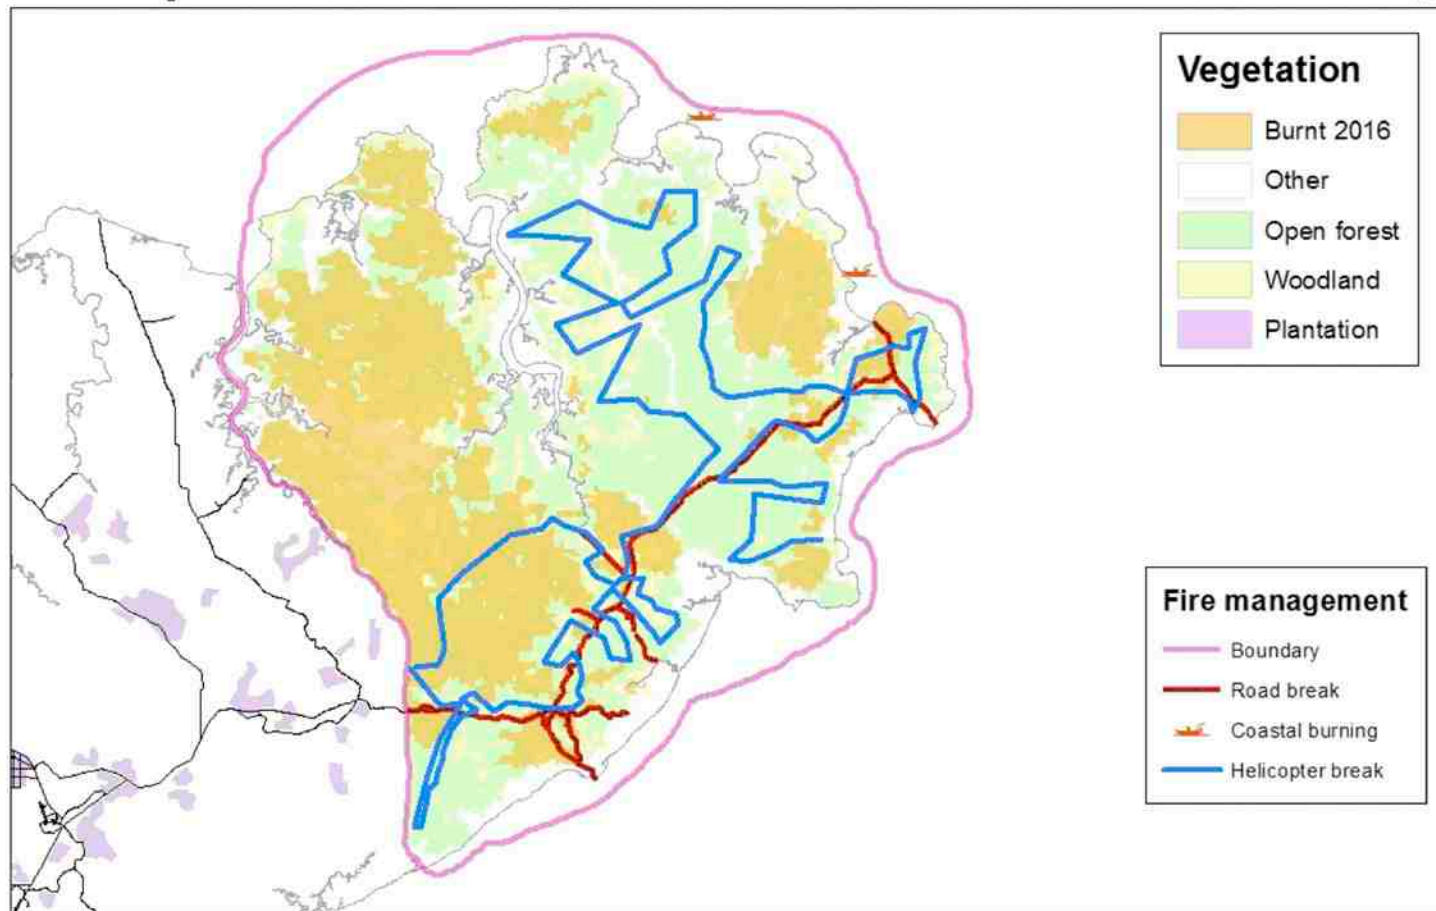 Vegetation
Burnt 2016
Other
Open forest
Woodland
Plantation
Fire management
Boundary
Road break
Coastal burning
Helicopter break